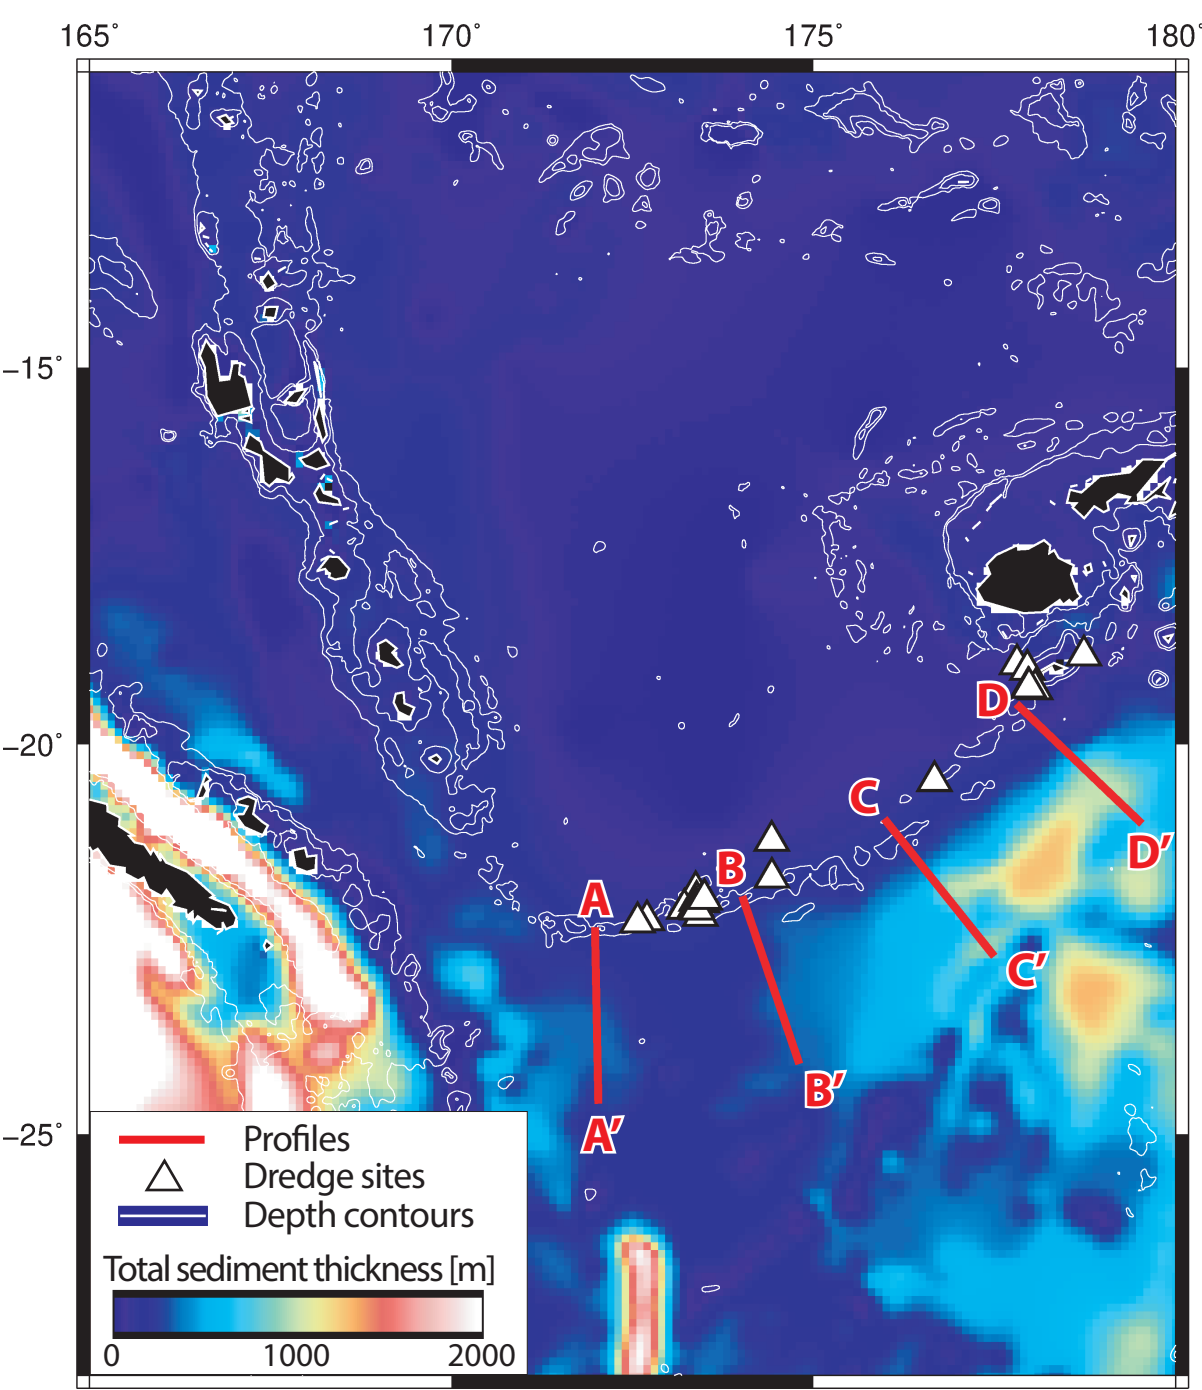 165° 170° 175° 180°
−15°
−20°
D
C
D′
B
A
C′
B′
A′
−25°
Profiles
Dredge sites
Depth contours
Total sediment thickness [m]
0 1000 2000